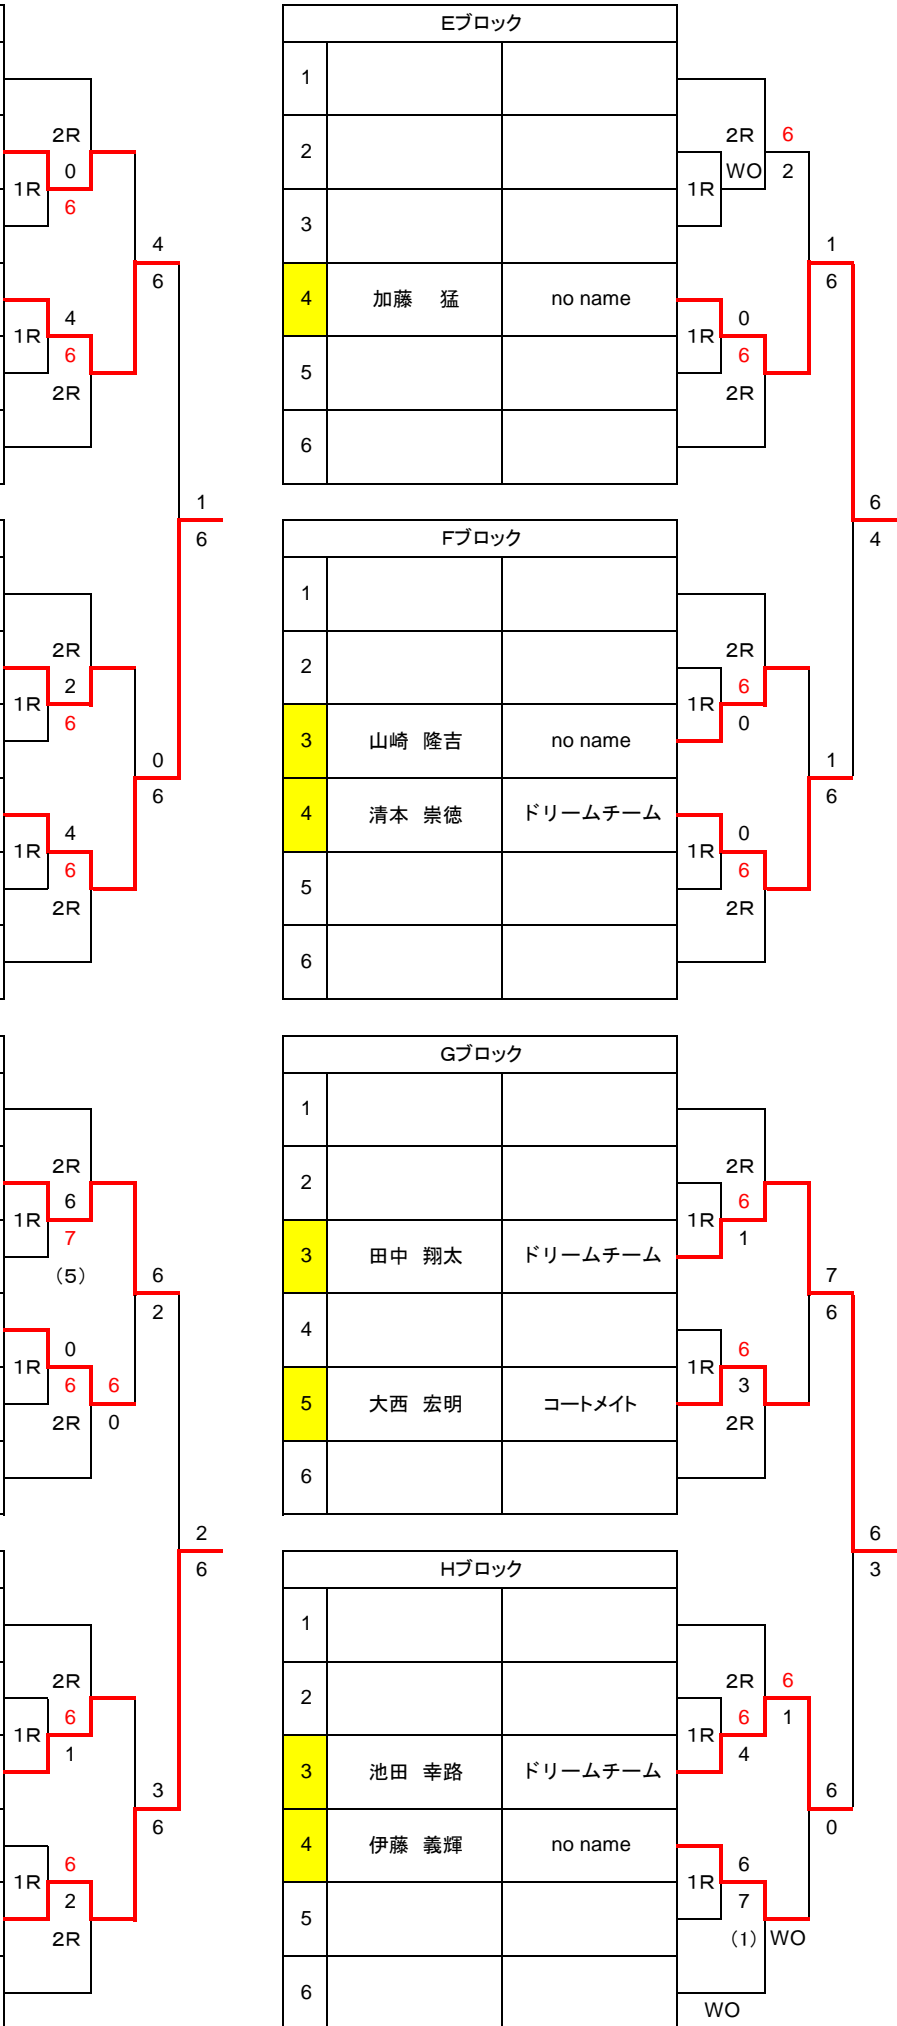 Eブロック
1
2R 6
2
0
WO 2
1R
1R
6
3
4
1
6
6
4 加藤 猛 no name
4
0
1R
1R
6
6
5
2R
2R
6
1
6
6
4
Fブロック
1
2R
2R
2
2
6
1R
1R
6
0
3 山崎 隆吉 no name
0
1
6
6
4 清本 崇徳 ドリームチーム
4
0
1R
1R
6
6
5
2R
2R
6
Gブロック
1
2R
2R
2
6
6
1R
1R
7
1
3 田中 翔太 ドリームチーム
(5)
6
7
2
6
4
0
6
1R
1R
6 6
3
5 大西 宏明 コートメイト
2R 0
2R
6
2
6
6
3
Hブロック
1
2R
2R 6
2
6
6 1
1R
1R
1
4
3 池田 幸路 ドリームチーム
3
6
6
0
4 伊藤 義輝 no name
6
6
1R
1R
2
7
5
2R
(1) WO
6
WO